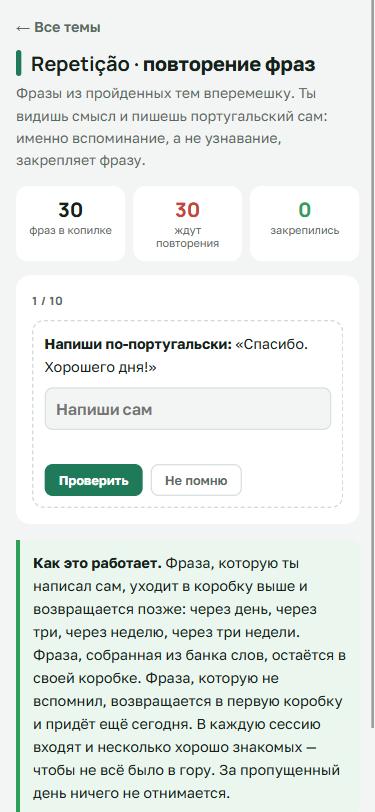 ← Все темы
Repetição · повторение фраз
Фразы из пройденных тем вперемешку. Ты
видишь смысл и пишешь португальский сам:
именно вспоминание, а не узнавание,
закрепляет фразу.
30
фраз в копилке
30
ждут
повторения
0
закрепились
1 / 10
Напиши по-португальски: «Спасибо.
Хорошего дня!»
Напиши сам
Проверить
Не помню
Как это работает. Фраза, которую ты
написал сам, уходит в коробку выше и
возвращается позже: через день, через
три, через неделю, через три недели.
Фраза, собранная из банка слов, остаётся в
своей коробке. Фраза, которую не
вспомнил, возвращается в первую коробку
и придёт ещё сегодня. В каждую сессию
входят и несколько хорошо знакомых —
чтобы не всё было в гору. За пропущенный
день ничего не отнимается.